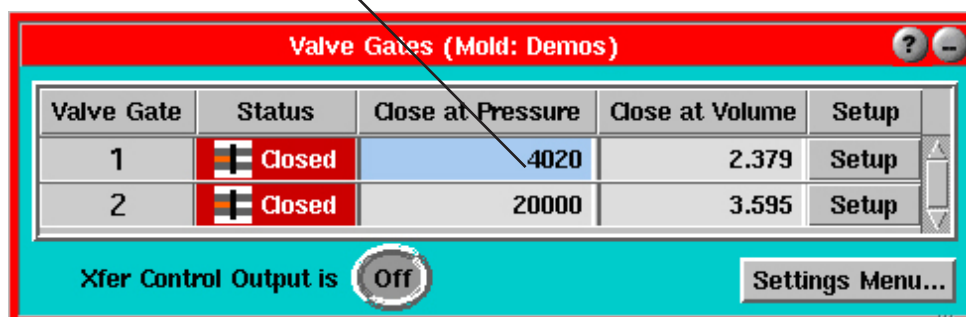 Valve Gates (Mold: Demos) ? -
Valve Gate Status Close at Pressure Close at Volume Setup
1 Closed 4020 2.379 Setup
2 Closed 20000 3.595 Setup
Xfer Control Output is Off Settings Menu...